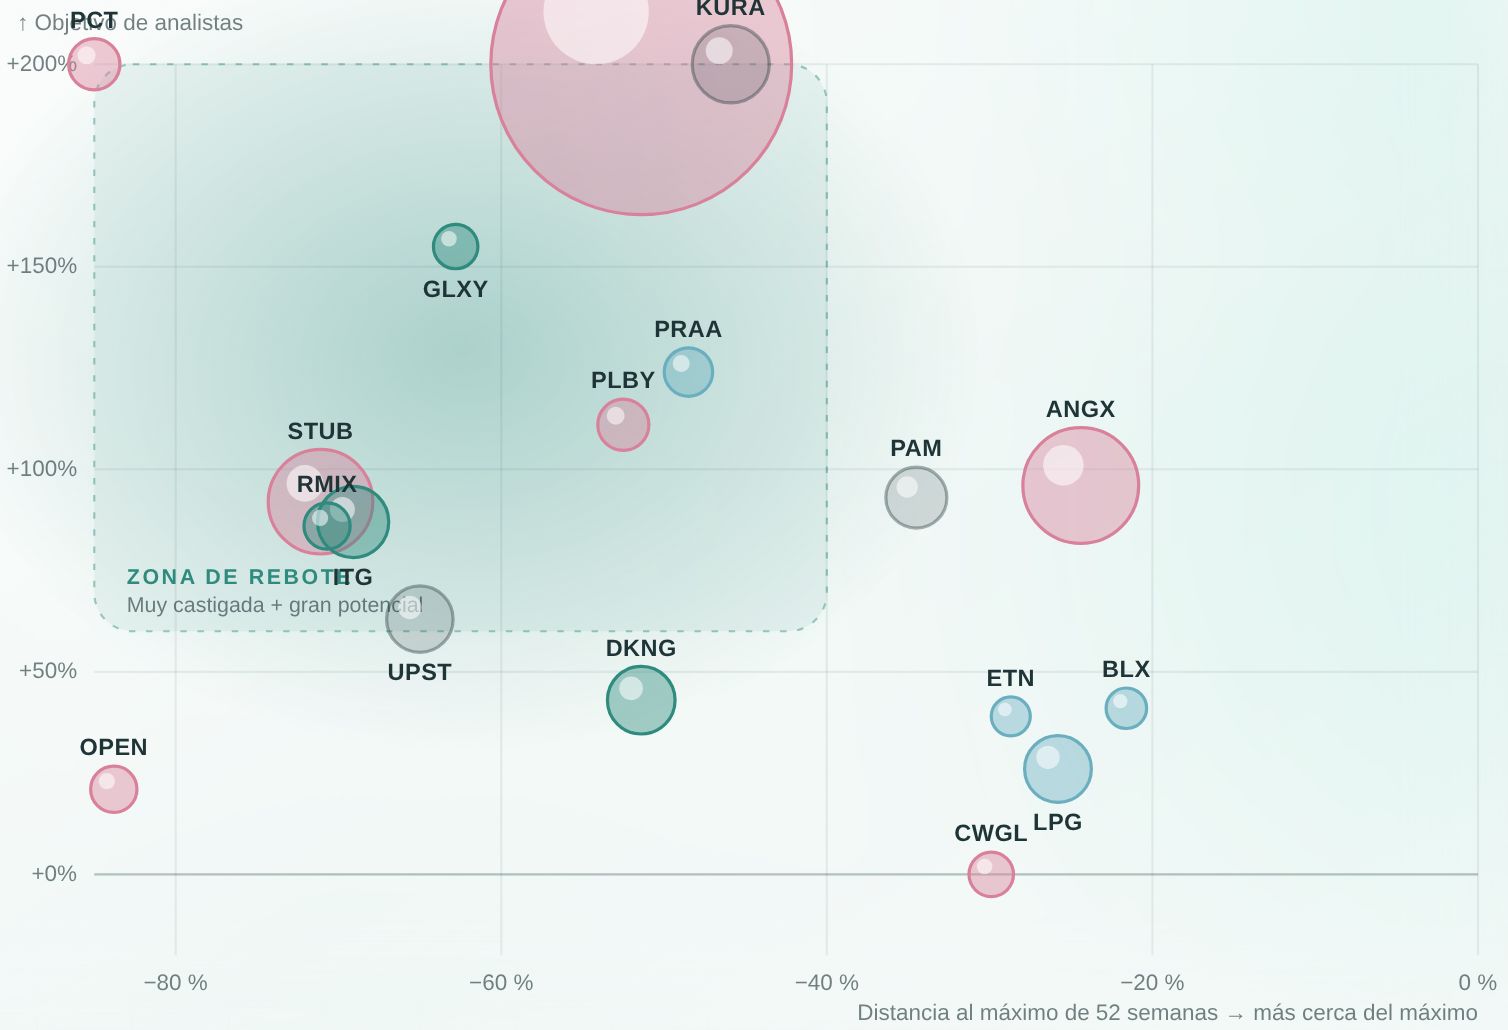 ↑ Objetivo de analistas
PCT
KURA
+200%
+150%
GLXY
PRAA
PLBY
ANGX
STUB
PAM
+100%
RMIX
ZONA DE REBOTE
ITG
Muy castigada + gran potencial
UPST
DKNG
+50%
ETN
BLX
OPEN
LPG
CWGL
+0%
−80 %
−60 %
−40 %
−20 %
0 %
Distancia al máximo de 52 semanas → más cerca del máximo